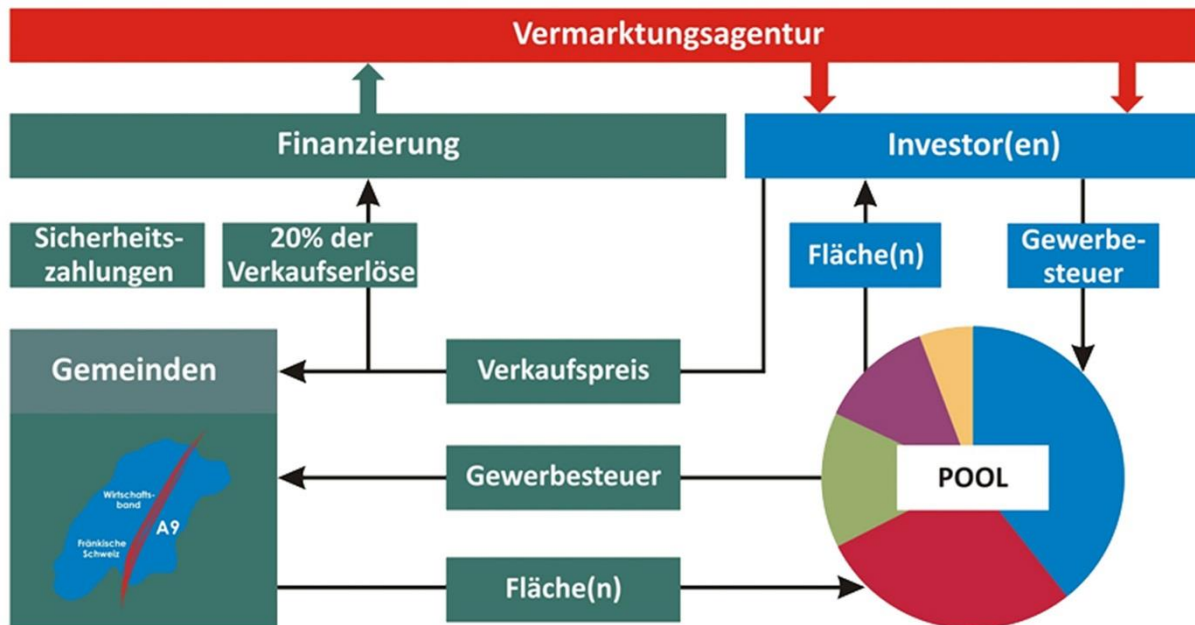 Vermarktungsagentur
Finanzierung
Investor(en)
Sicherheits-
zahlungen
20% der
Verkaufserlöse
Fläche(n)
Gewerbe-
steuer
Gemeinden
Verkaufspreis
Wirtschafts-
band
A9
Fränkische
Schweiz
Gewerbesteuer
POOL
Fläche(n)